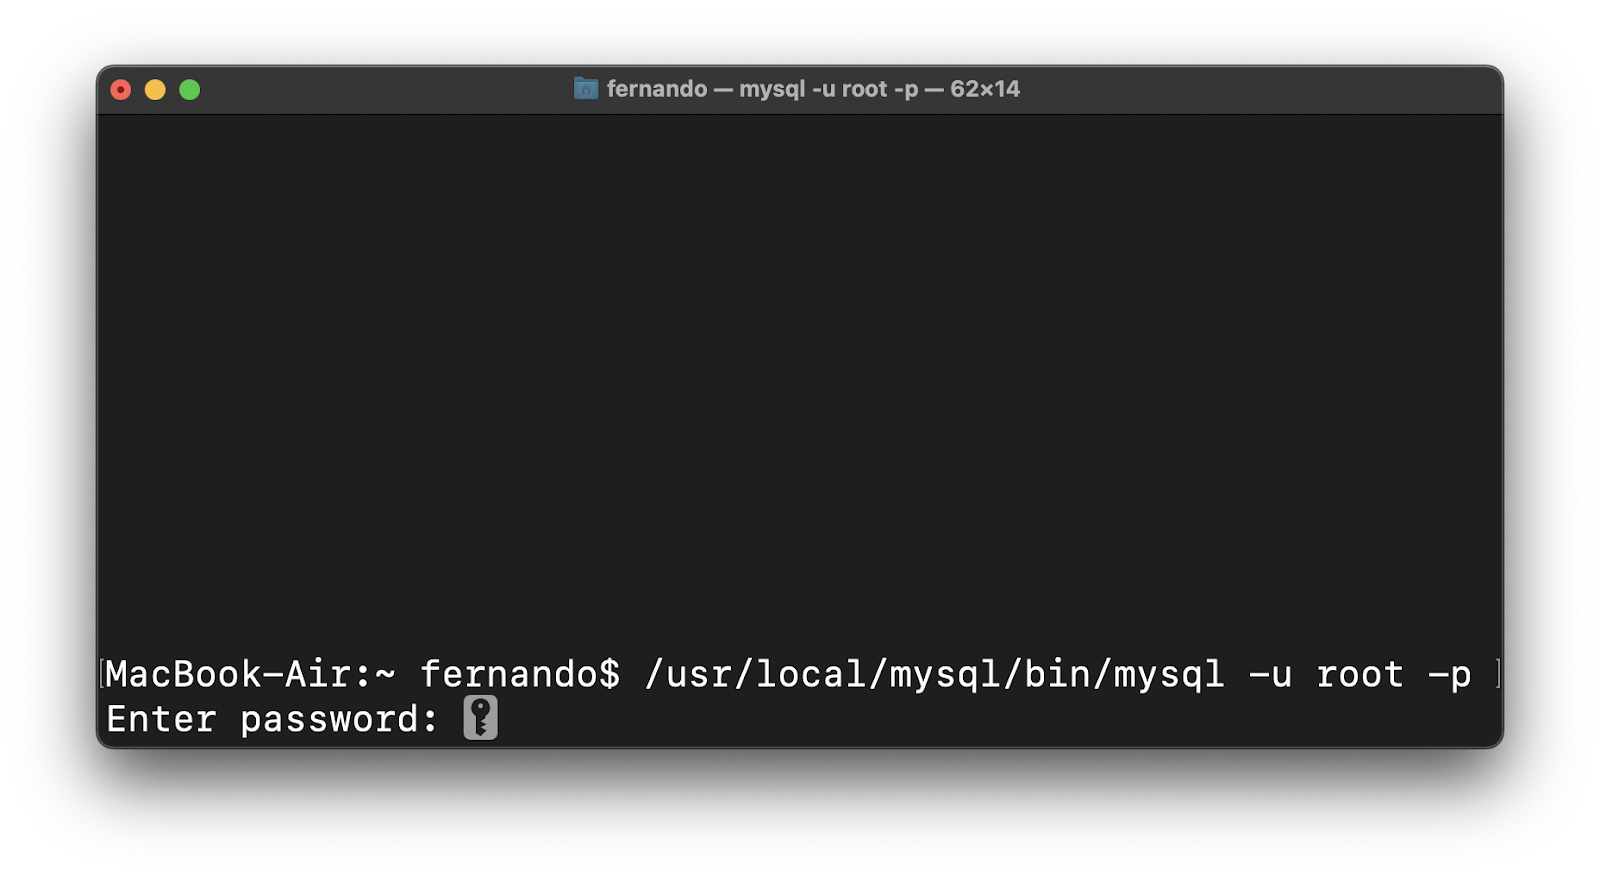 fernando — mysql -u root -p — 62×14
[MacBook-Air:~ fernando$ /usr/local/mysql/bin/mysql -u root -p ]
Enter password: